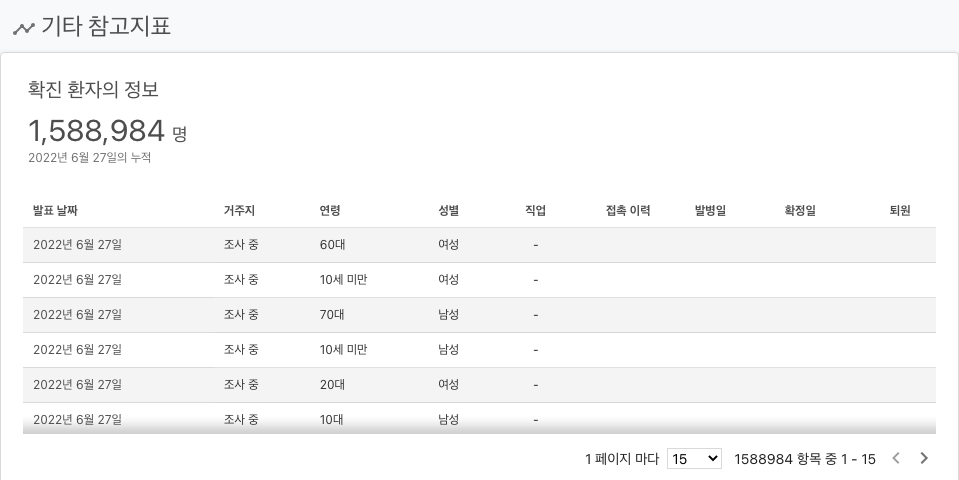 기타 참고지표
확진 환자의 정보
1,588,984 명
2022년 6월 27일의 누적
발표 날짜 거주지 연령 성별 직업 접촉 이력 발병일 확정일 퇴원
2022년 6월 27일 조사 중 60대 여성 -
2022년 6월 27일 조사 중 10세 미만 여성 -
2022년 6월 27일 조사 중 70대 남성 -
2022년 6월 27일 조사 중 10세 미만 남성 -
2022년 6월 27일 조사 중 20대 여성 -
2022년 6월 27일 조사 중 10대 남성 -
1 페이지 마다 15 1588984 항목 중 1 - 15